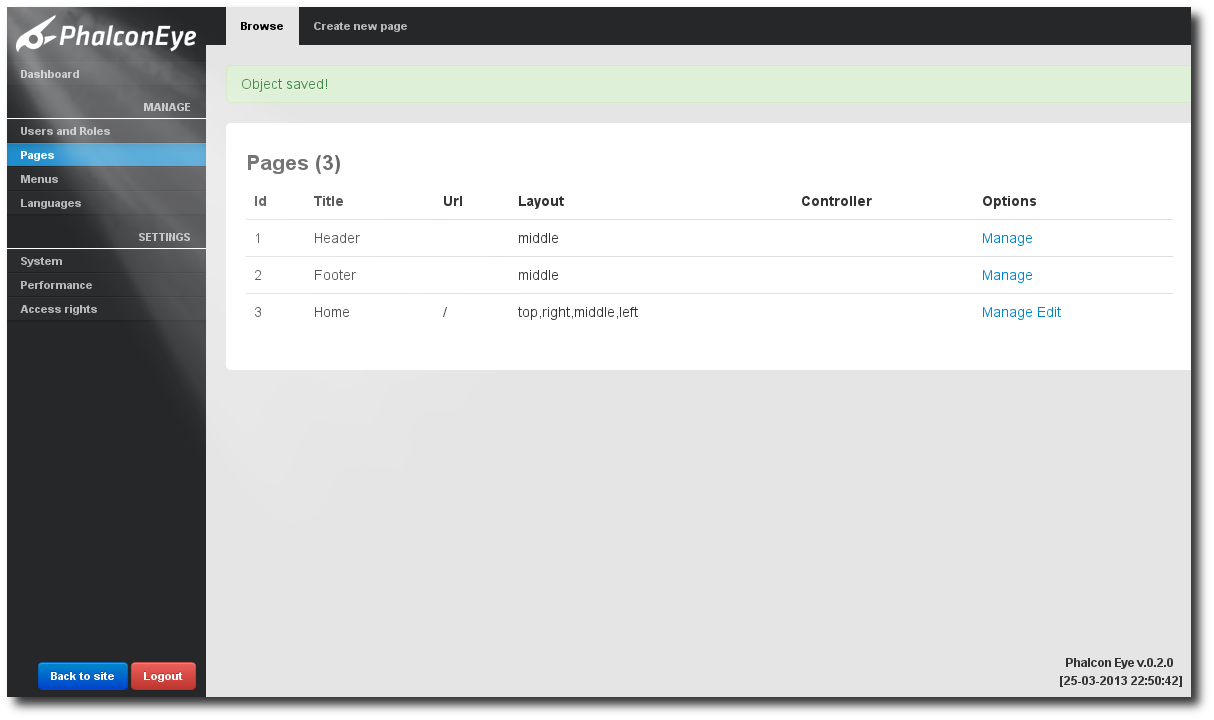 PhalconEye
Browse Create new page
Dashboard
Object saved!
MANAGE
Users and Roles
Pages
Menus
Languages
SETTINGS
System
Performance
Access rights
Pages (3)
Id Title Url Layout Controller Options
1 Header middle Manage
2 Footer middle Manage
3 Home / top,right,middle,left Manage Edit
Back to site Logout
Phalcon Eye v.0.2.0
[25-03-2013 22:50:42]